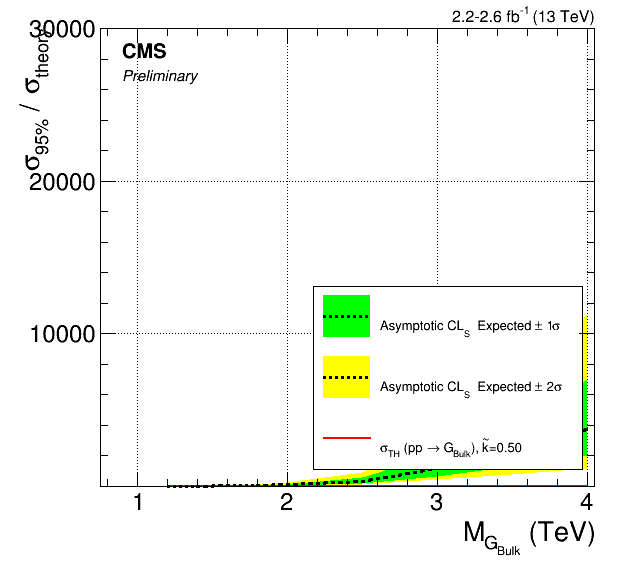 2.2-2.6 fb⁻¹ (13 TeV)
30000
CMS
Preliminary
σ95% / σtheory
20000
10000
Asymptotic CLS Expected ± 1σ
Asymptotic CLS Expected ± 2σ
σTH (pp → GBulk), k̃=0.50
1 2 3 4
MGBulk (TeV)